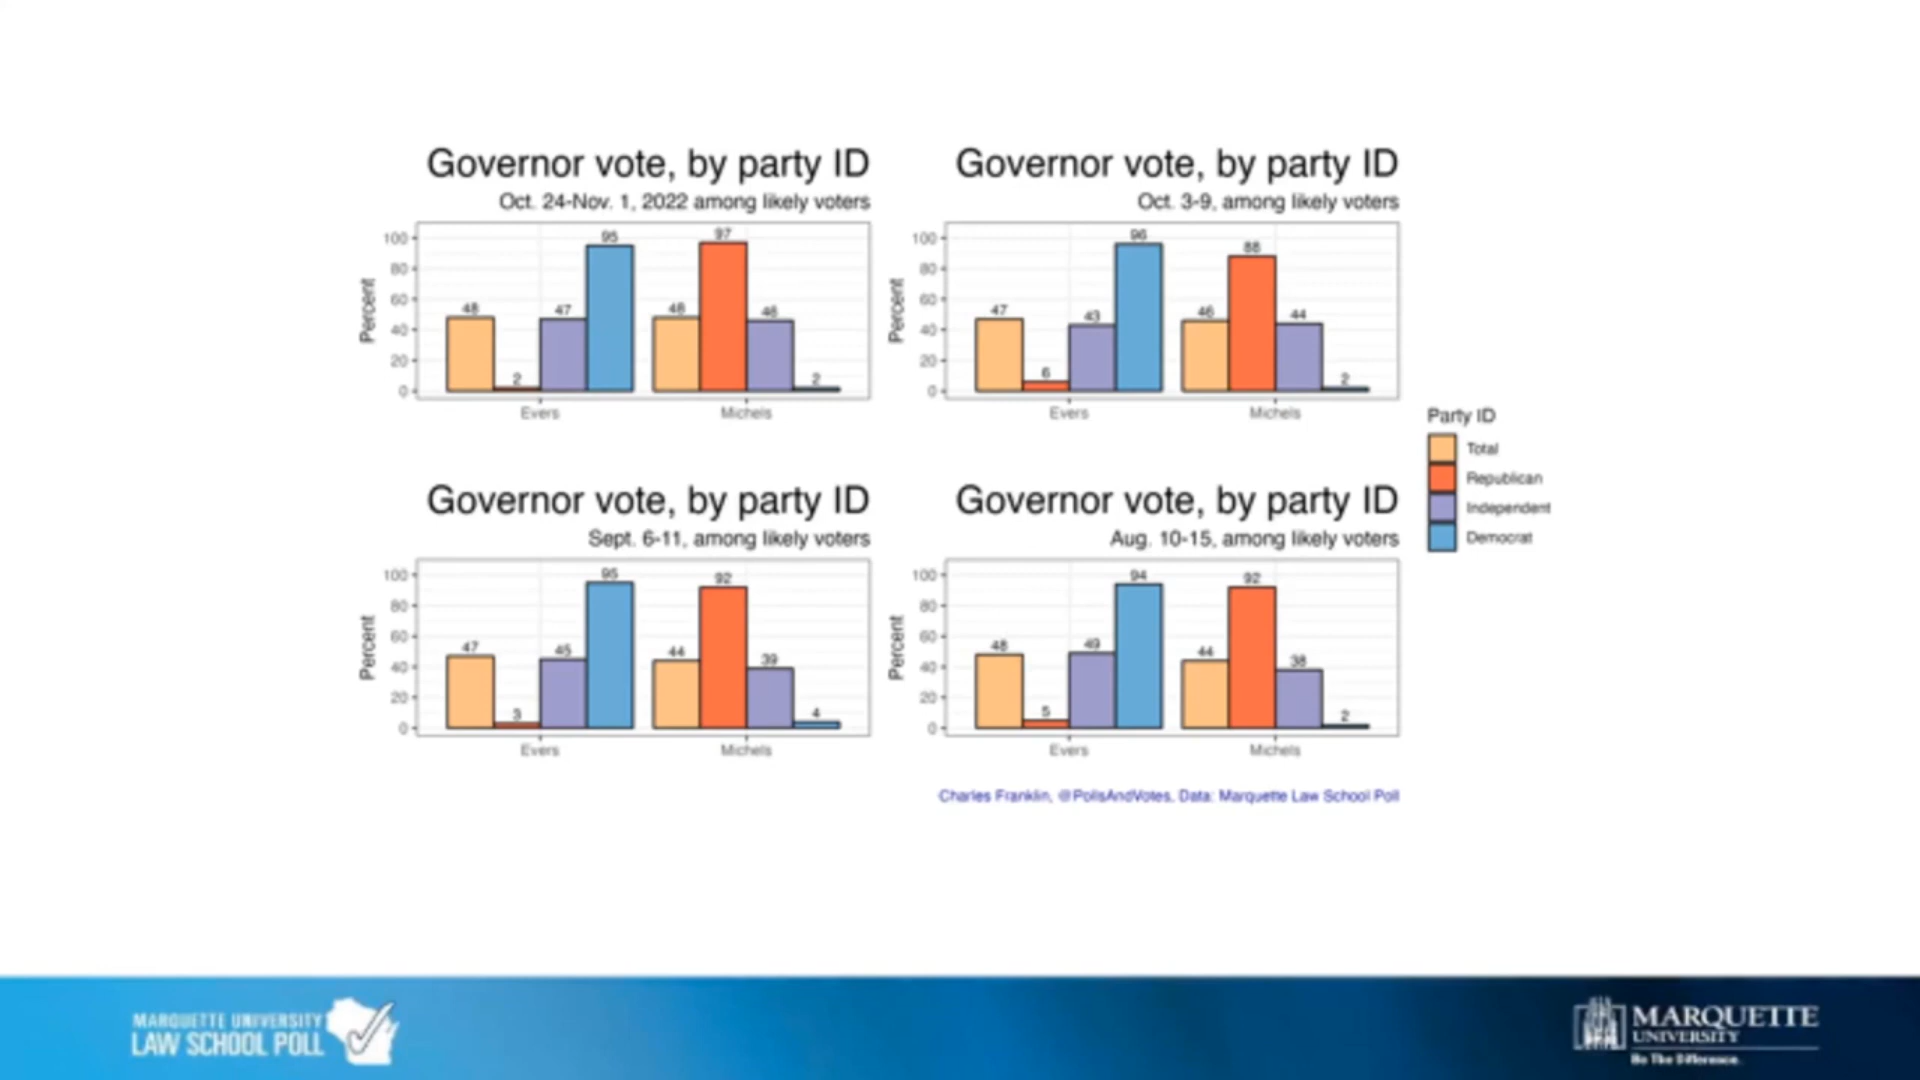 Governor vote, by party ID
Oct. 24-Nov. 1, 2022 among likely voters
Percent
100
80
60
40
20
0
48
2
47
95
48
97
46
2
Evers
Michels
Governor vote, by party ID
Oct. 3-9, among likely voters
Percent
100
80
60
40
20
0
47
6
43
96
46
88
44
2
Evers
Michels
Party ID
Total
Republican
Independent
Democrat
Governor vote, by party ID
Sept. 6-11, among likely voters
Percent
100
80
60
40
20
0
47
3
45
95
44
92
39
4
Evers
Michels
Governor vote, by party ID
Aug. 10-15, among likely voters
Percent
100
80
60
40
20
0
48
5
49
94
44
92
38
2
Evers
Michels
Charles Franklin, @PollsAndVotes, Data: Marquette Law School Poll
MARQUETTE UNIVERSITY
LAW SCHOOL POLL
MARQUETTE
UNIVERSITY
Be The Difference.